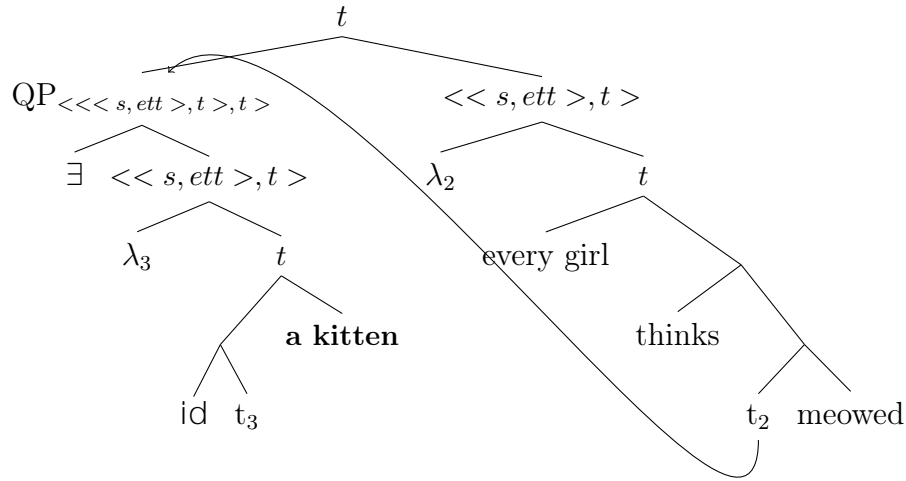 t
QP<<<s,ett>,t>,t> <<s,ett>,t>
∃ <<s,ett>,t> λ2 t
λ3 t every girl
a kitten thinks
id t3 t2 meowed